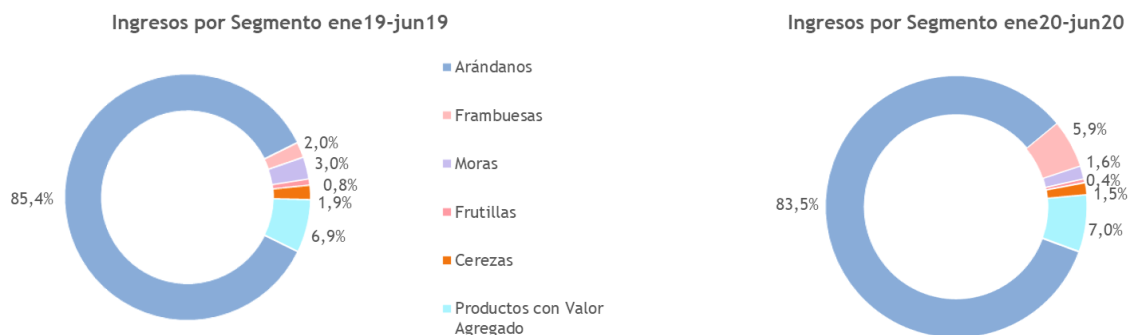 Ingresos por Segmento ene19-jun19
85,4%
2,0%
3,0%
0,8%
1,9%
6,9%
Arándanos
Frambuesas
Moras
Frutillas
Cerezas
Productos con Valor
Agregado
Ingresos por Segmento ene20-jun20
83,5%
5,9%
1,6%
0,4%
1,5%
7,0%